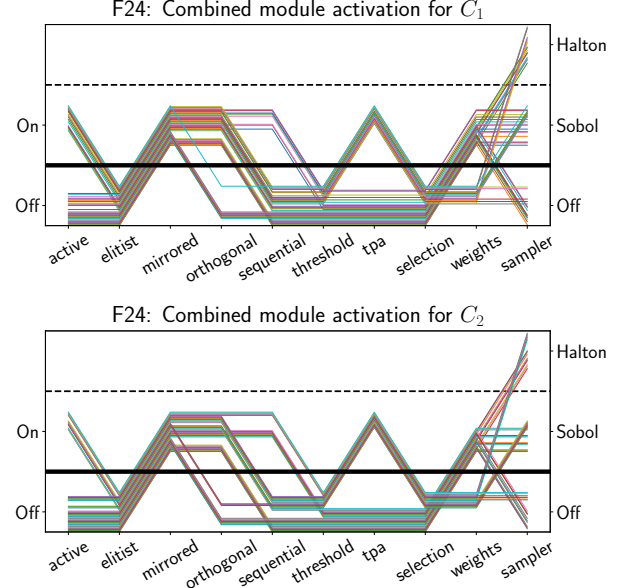 F24: Combined module activation for C₁
Halton
On
Sobol
Off
Off
active
elitist
mirrored
orthogonal
sequential
threshold
tpa
selection
weights
sampler
F24: Combined module activation for C₂
Halton
On
Sobol
Off
Off
active
elitist
mirrored
orthogonal
sequential
threshold
tpa
selection
weights
sampler